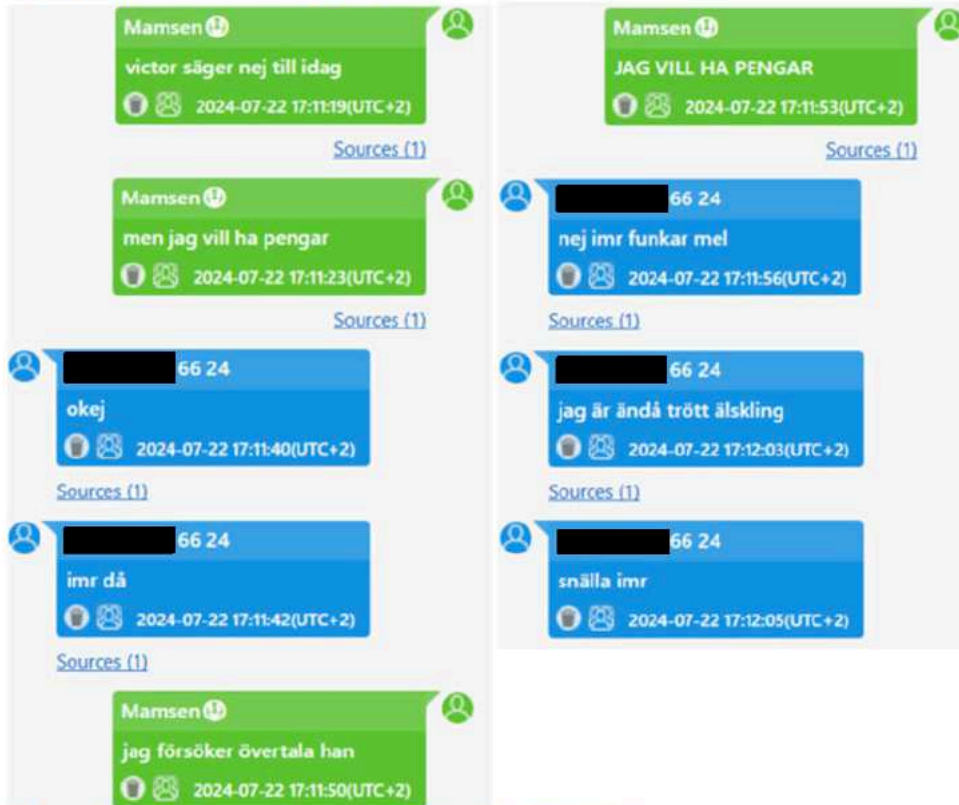 Mamsen
victor säger nej till idag
2024-07-22 17:11:19(UTC+2)
Sources (1)
Mamsen
men jag vill ha pengar
2024-07-22 17:11:23(UTC+2)
Sources (1)
66 24
okej
2024-07-22 17:11:40(UTC+2)
Sources (1)
66 24
imr då
2024-07-22 17:11:42(UTC+2)
Sources (1)
Mamsen
jag försöker övertala han
2024-07-22 17:11:50(UTC+2)
Mamsen
JAG VILL HA PENGAR
2024-07-22 17:11:53(UTC+2)
Sources (1)
66 24
nej imr funkar mel
2024-07-22 17:11:56(UTC+2)
Sources (1)
66 24
jag är ändå trött älskling
2024-07-22 17:12:03(UTC+2)
Sources (1)
66 24
snälla imr
2024-07-22 17:12:05(UTC+2)